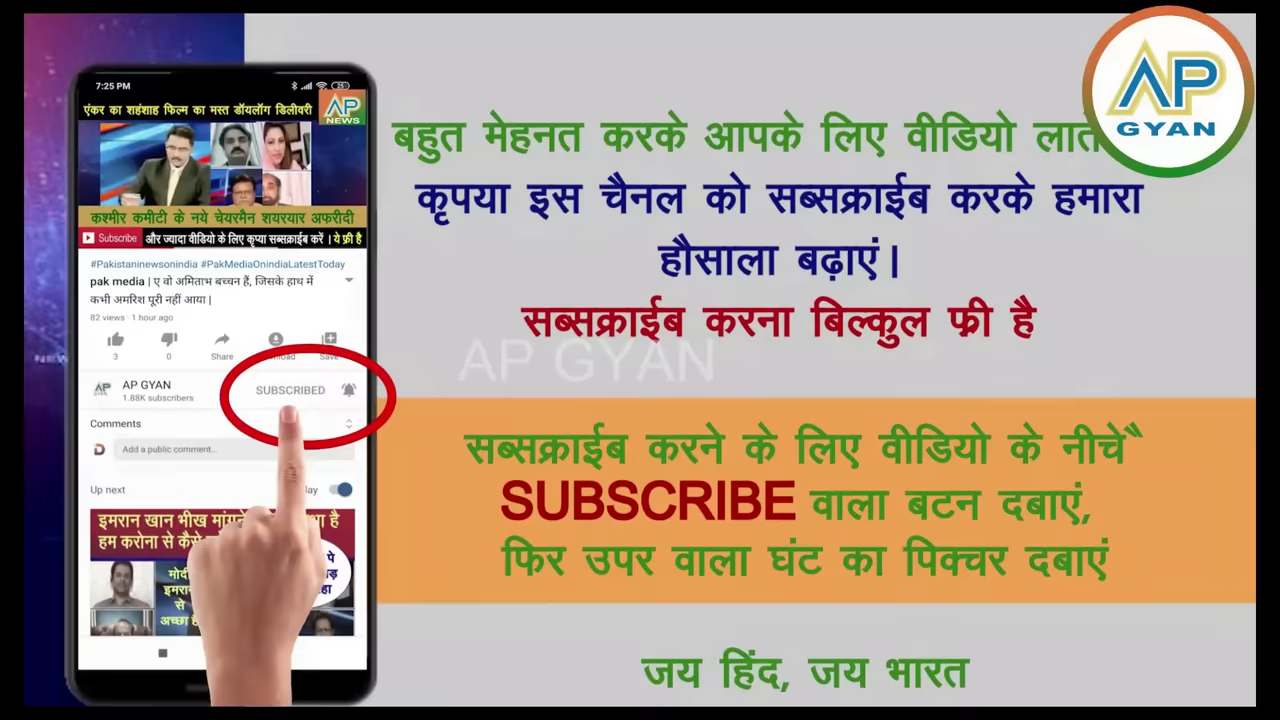 7:25 PM
एंकर का शहंशाह फिल्म का मस्त डॉयलॉग डिलीवरी
AP
NEWS
कश्मीर कमीटी के नये चेयरमैन शयरयार अफरीदी
Subscribe और ज्यादा वीडियो के लिए कृप्या सब्सक्राईब करें । ये फ्री है
#Pakistaninewsonindia #PakMediaOnindiaLatestToday
pak media | ए वो अमिताभ बच्चन हैं, जिसके हाथ में
कभी अमरिश पूरी नहीं आया |
82 views · 1 hour ago
3 0 Share Save
AP GYAN
1.88K subscribers
SUBSCRIBED
Comments
Add a public comment...
Up next
इमरान खान भीख मांगने है
हम करोना से कैसे
मोदी
से
अच्छा
पे
AP
GYAN
बहुत मेहनत करके आपके लिए वीडियो
कृपया इस चैनल को सब्सक्राईब करके हमारा
हौसाला बढ़ाएं।
सब्सक्राईब करना बिल्कुल फ्री है
AP GYAN
सब्सक्राईब करने के लिए वीडियो के नीचे"
SUBSCRIBE वाला बटन दबाएं,
फिर उपर वाला घंट का पिक्चर दबाएं
जय हिंद, जय भारत